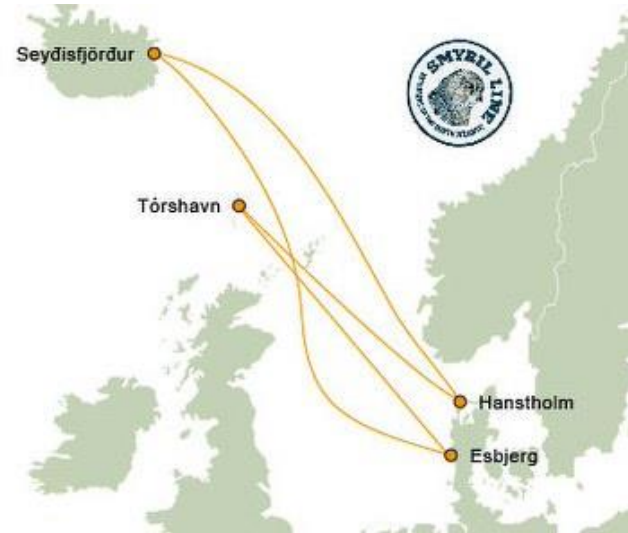 Seyðisfjörður
SMYRIL LINE
Tórshavn
Hanstholm
Esbjerg